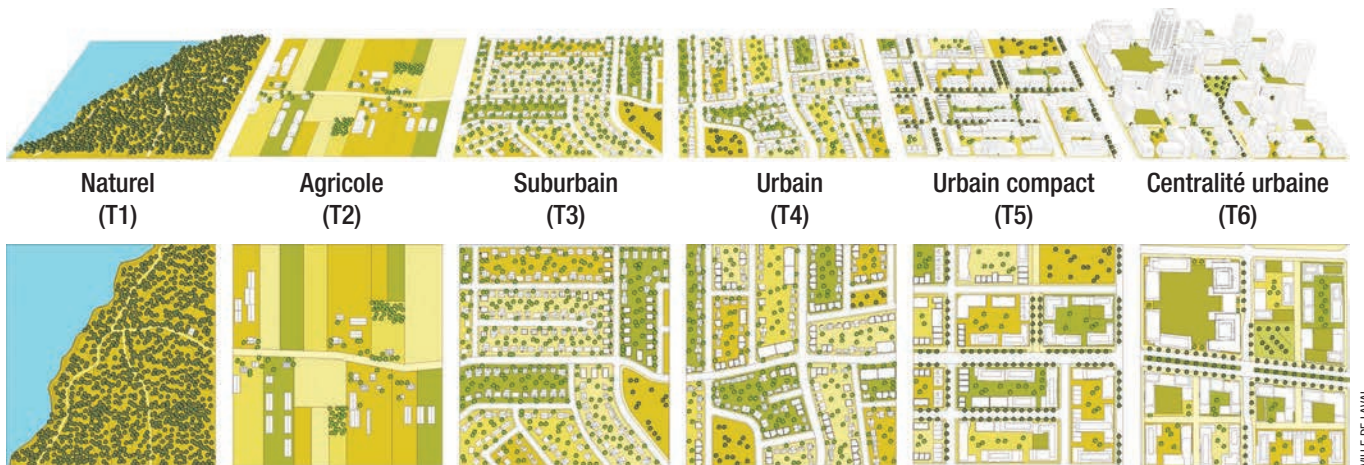 Naturel
(T1)
Agricole
(T2)
Suburbain
(T3)
Urbain
(T4)
Urbain compact
(T5)
Centralité urbaine
(T6)
VILLE DE LAVAL